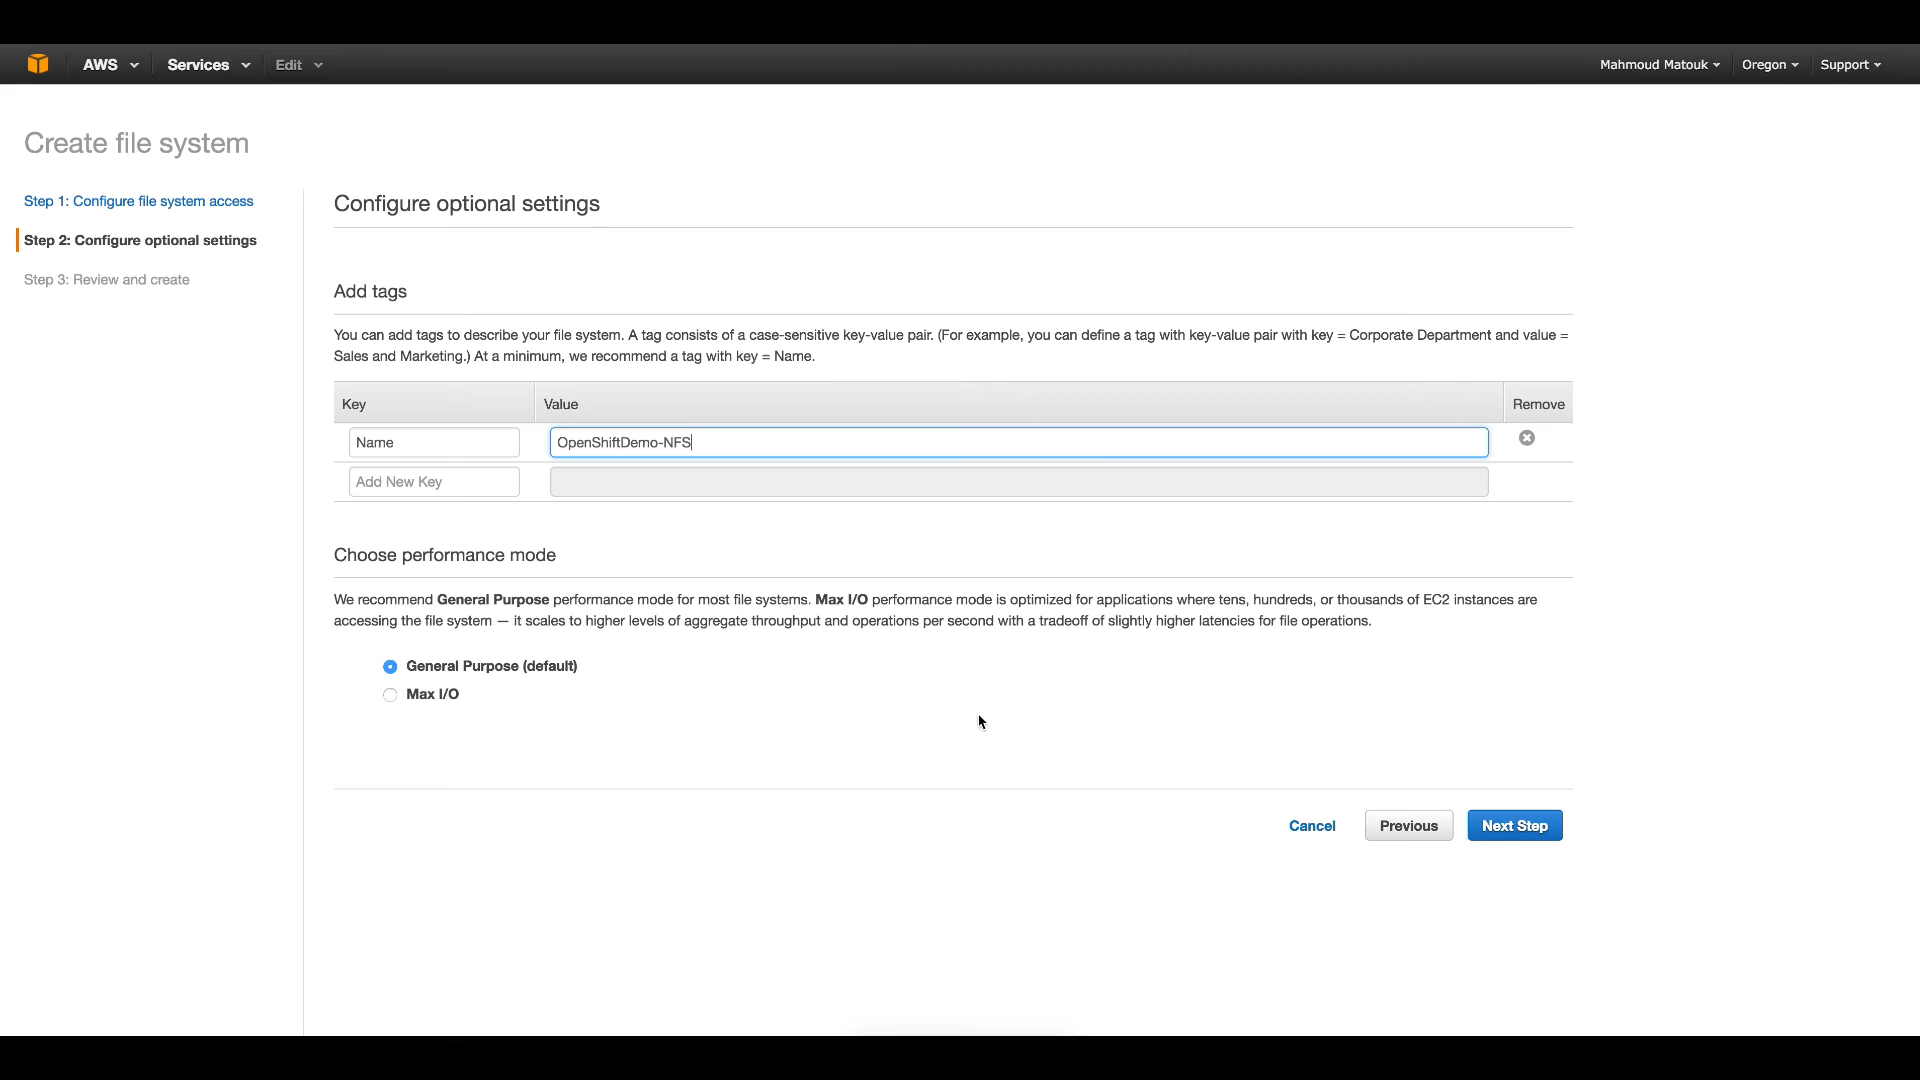 AWS Services Edit Mahmoud Matouk Oregon Support
Create file system
Step 1: Configure file system access
Step 2: Configure optional settings
Step 3: Review and create
Configure optional settings
Add tags
You can add tags to describe your file system. A tag consists of a case-sensitive key-value pair. (For example, you can define a tag with key-value pair with key = Corporate Department and value =
Sales and Marketing.) At a minimum, we recommend a tag with key = Name.
Key Value Remove
Name OpenShiftDemo-NFS
Add New Key
Choose performance mode
We recommend General Purpose performance mode for most file systems. Max I/O performance mode is optimized for applications where tens, hundreds, or thousands of EC2 instances are
accessing the file system — it scales to higher levels of aggregate throughput and operations per second with a tradeoff of slightly higher latencies for file operations.
General Purpose (default)
Max I/O
Cancel Previous Next Step